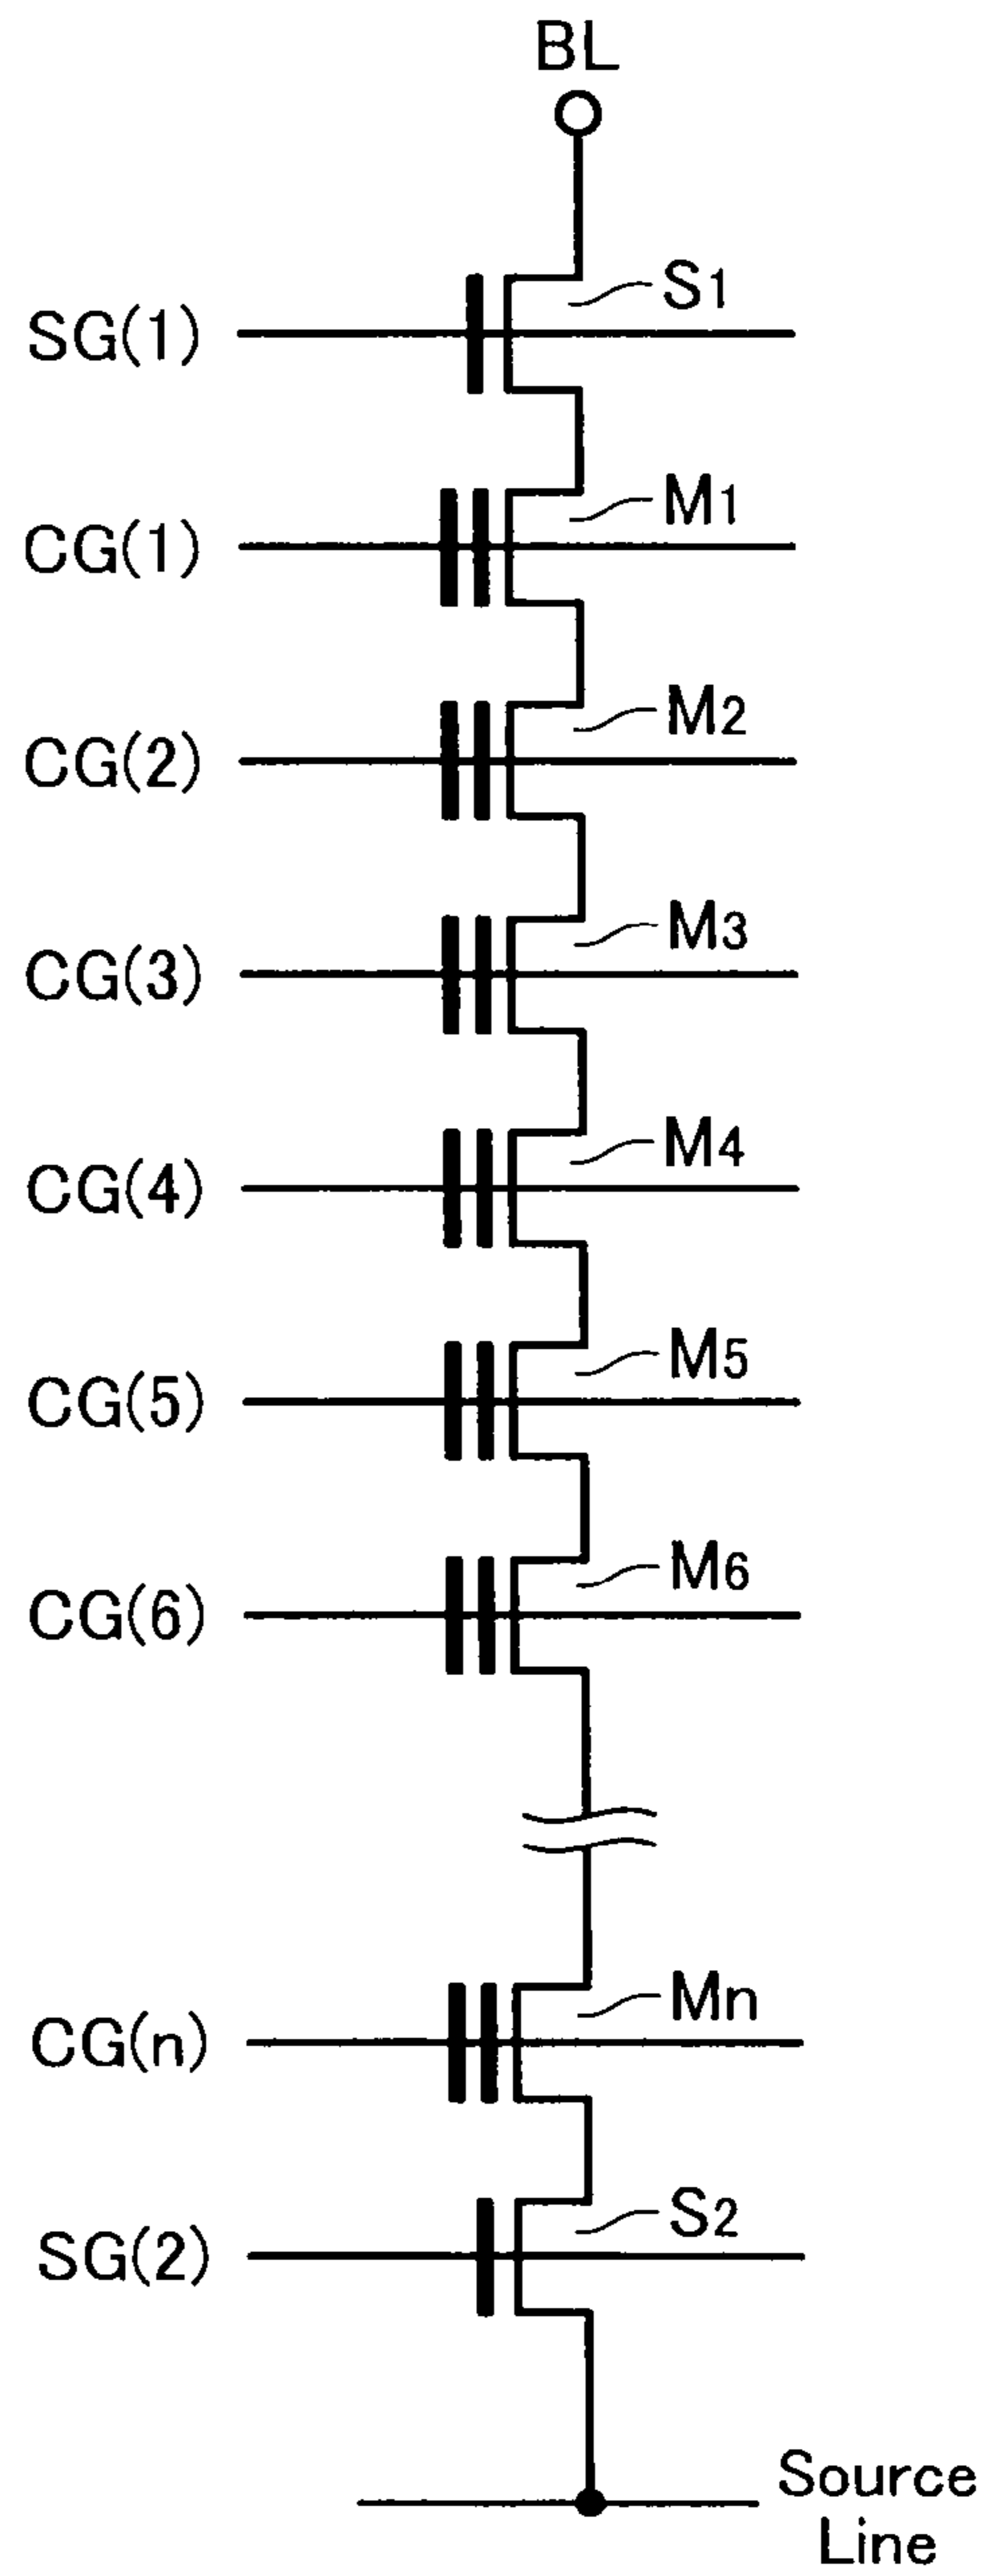 BL
SG(1) S1
CG(1) M1
CG(2) M2
CG(3) M3
CG(4) M4
CG(5) M5
CG(6) M6
CG(n) Mn
SG(2) S2
Source
Line